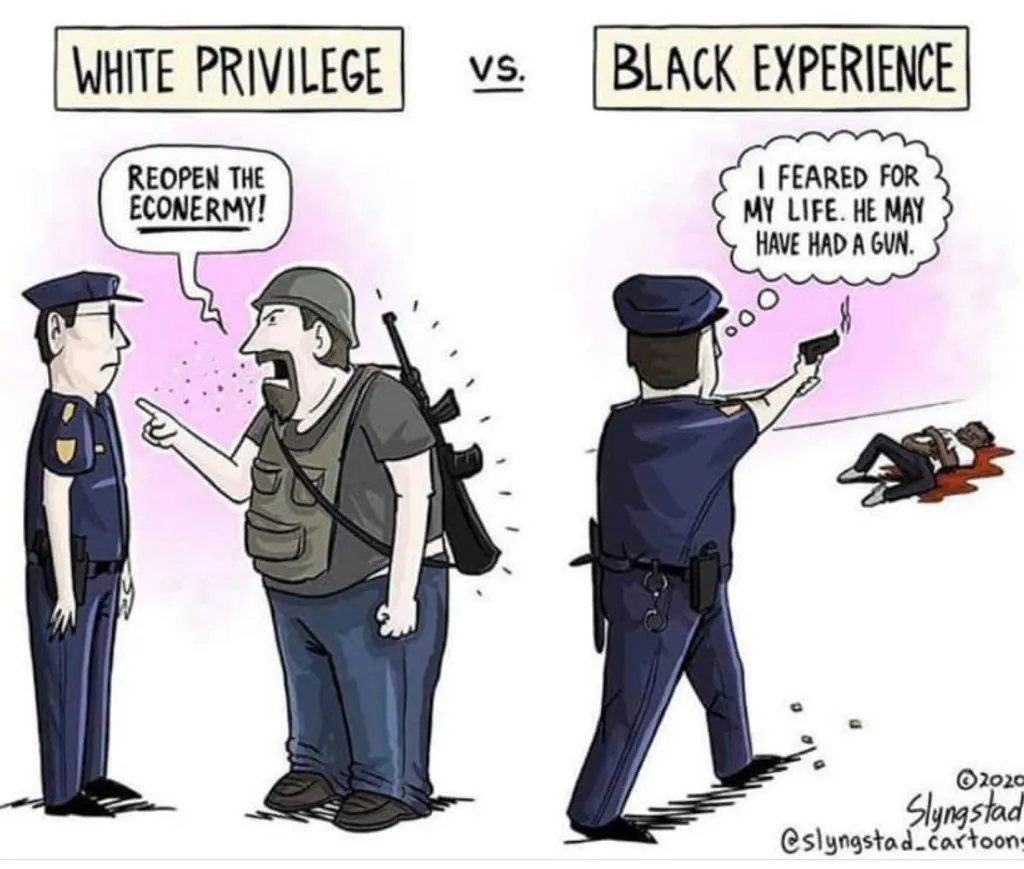 WHITE PRIVILEGE
VS.
BLACK EXPERIENCE
REOPEN THE
ECONERMY!
I FEARED FOR
MY LIFE. HE MAY
HAVE HAD A GUN.
©2020
Slyngstad
@slyngstad_cartoons